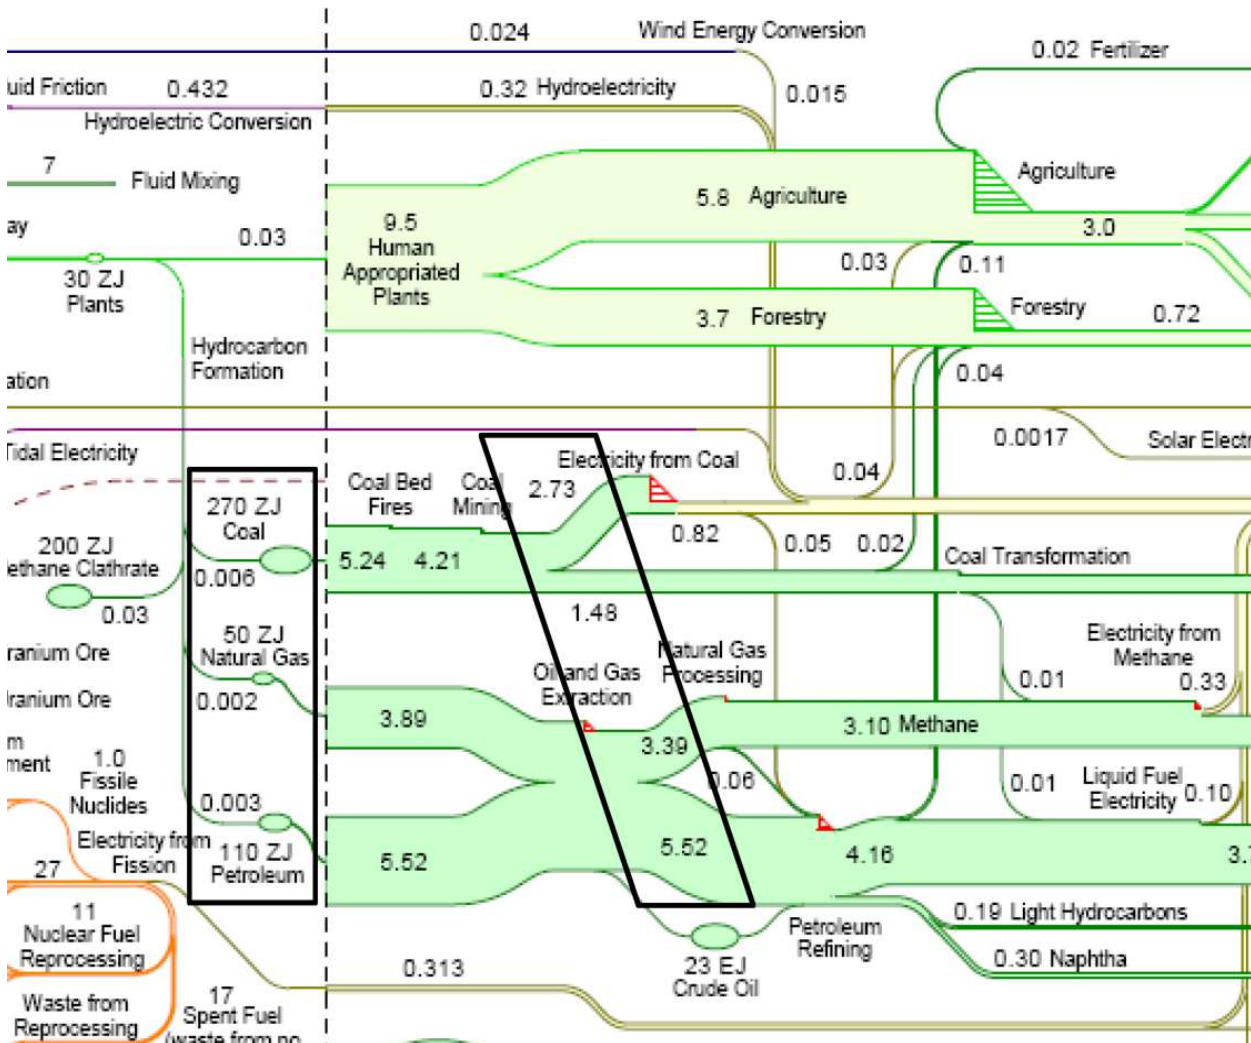 0.024
Wind Energy Conversion
0.02 Fertilizer
uid Friction
0.432
0.32 Hydroelectricity
0.015
Hydroelectric Conversion
7
Fluid Mixing
Agriculture
5.8 Agriculture
ay
0.03
9.5
Human
Appropriated
Plants
3.0
30 ZJ
Plants
0.03
0.11
3.7 Forestry
Forestry
0.72
Hydrocarbon
Formation
ation
0.04
0.0017
Solar Electr
Tidal Electricity
Electricity from Coal
0.04
Coal Bed
Fires
Coal
Mining
2.73
270 ZJ
Coal
200 ZJ
ethane Clathrate
0.006
5.24
4.21
0.82
0.05
0.02
Coal Transformation
0.03
1.48
50 ZJ
Natural Gas
ranium Ore
Oil and Gas
Extraction
Natural Gas
Processing
Electricity from
Methane
ranium Ore
0.002
0.01
0.33
3.89
3.39
3.10 Methane
m
ment
1.0
Fissile
Nuclides
0.003
0.06
0.01
Liquid Fuel
Electricity
0.10
Electricity from
Fission
110 ZJ
Petroleum
5.52
5.52
4.16
3.7
27
11
Nuclear Fuel
Reprocessing
0.19 Light Hydrocarbons
Petroleum
Refining
0.313
23 EJ
Crude Oil
0.30 Naphtha
Waste from
Reprocessing
17
Spent Fuel
(waste from no